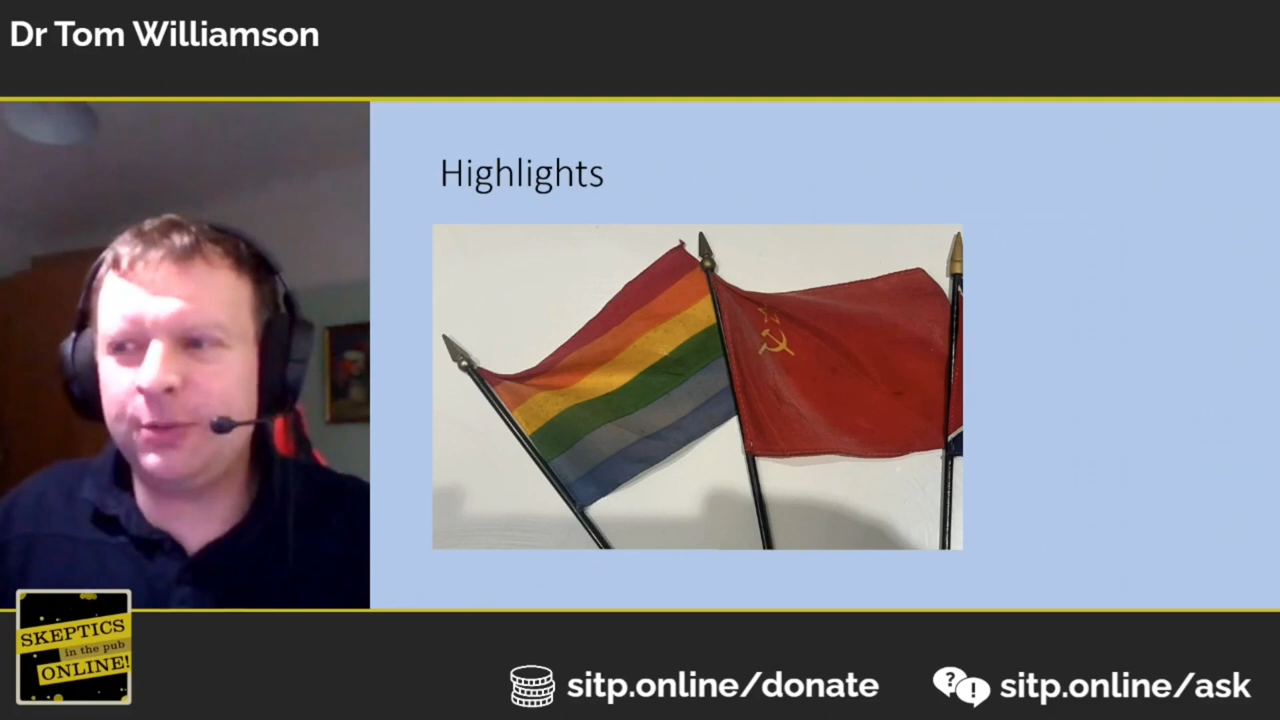 Dr Tom Williamson
Highlights
SKEPTICS
in the pub
ONLINE!
sitp.online/donate
? !
sitp.online/ask